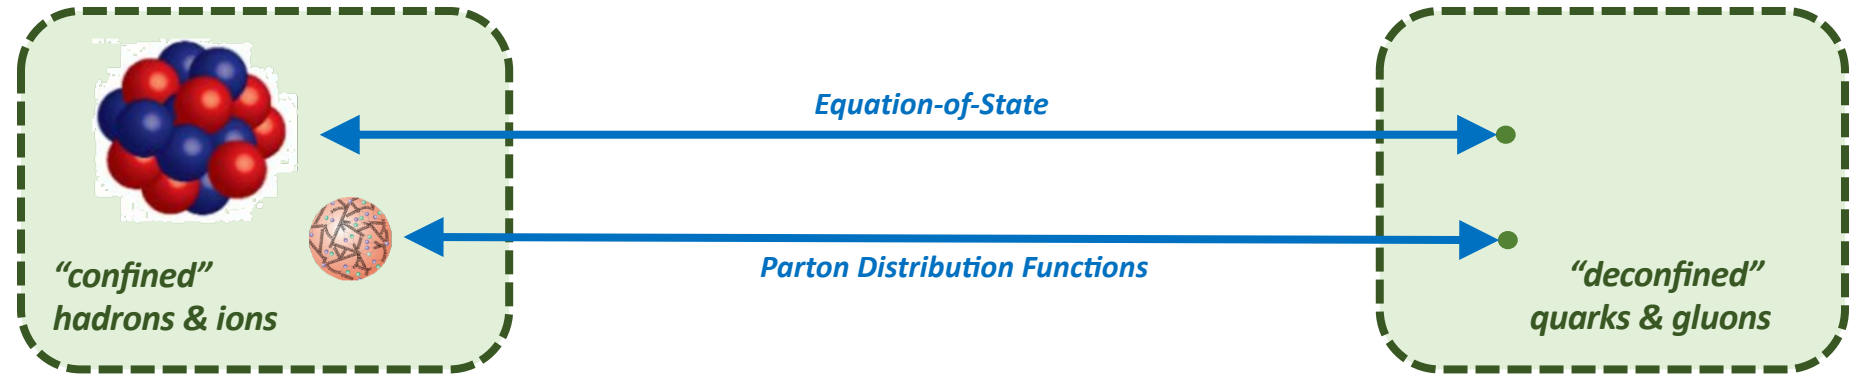 Equation-of-State
Parton Distribution Functions
“confined”
hadrons & ions
“deconfined”
quarks & gluons